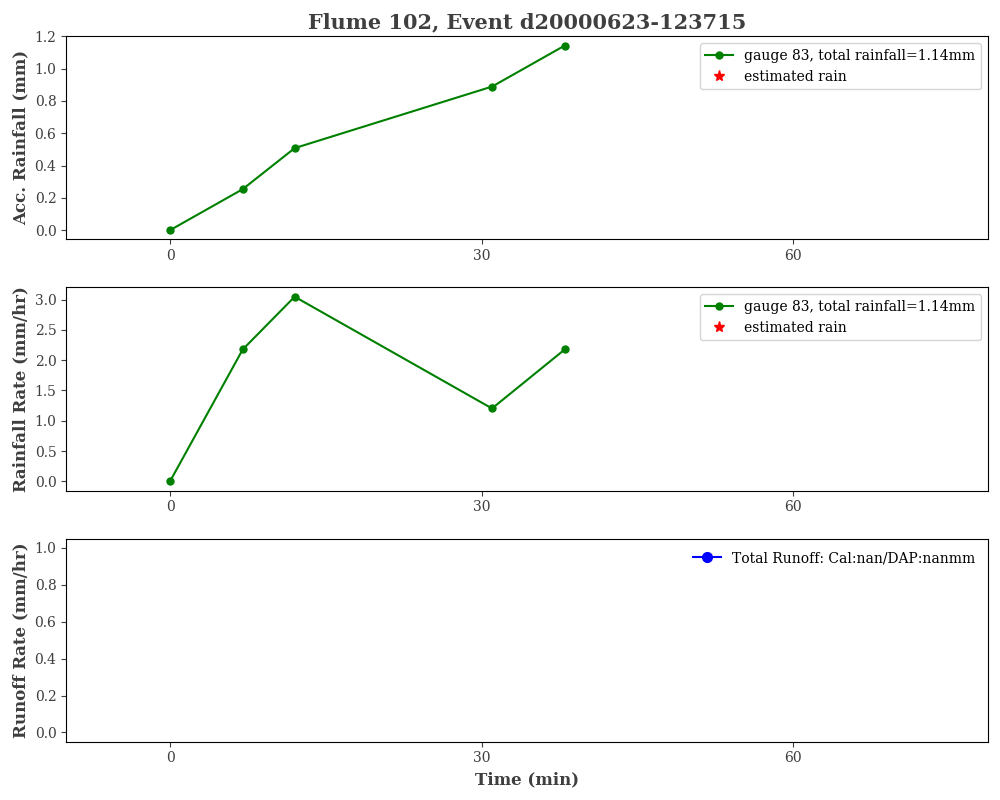 Flume 102, Event d20000623-123715
Acc. Rainfall (mm)
1.2
1.0
0.8
0.6
0.4
0.2
0.0
gauge 83, total rainfall=1.14mm
estimated rain
0 30 60
Rainfall Rate (mm/hr)
3.0
2.5
2.0
1.5
1.0
0.5
0.0
gauge 83, total rainfall=1.14mm
estimated rain
0 30 60
Runoff Rate (mm/hr)
1.0
0.8
0.6
0.4
0.2
0.0
Total Runoff: Cal:nan/DAP:nanmm
0 30 60
Time (min)